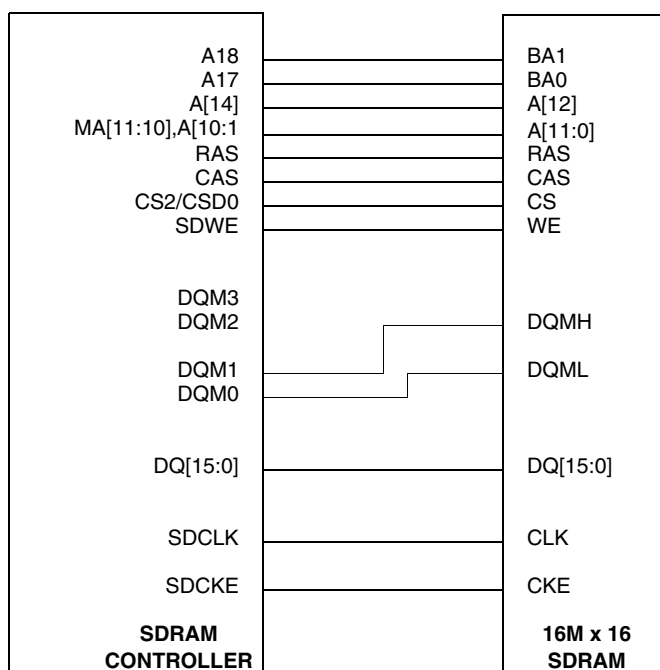 A18 BA1
A17 BA0
A[14] A[12]
MA[11:10],A[10:1 A[11:0]
RAS RAS
CAS CAS
CS2/CSD0 CS
SDWE WE
DQM3
DQM2 DQMH
DQM1 DQML
DQM0
DQ[15:0] DQ[15:0]
SDCLK CLK
SDCKE CKE
SDRAM 16M x 16
CONTROLLER SDRAM